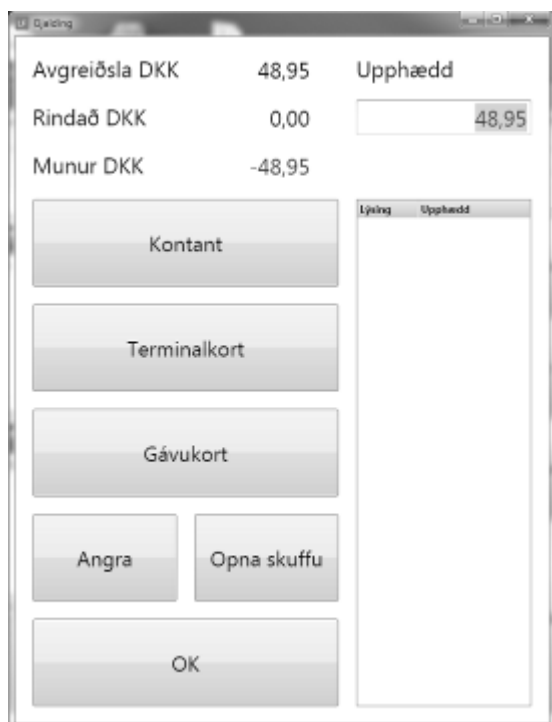 Gjalding
Avgreiðsla DKK 48,95 Upphædd
Rindað DKK 0,00 48,95
Munur DKK -48,95
Lýsing Upphædd
Kontant
Terminalkort
Gávukort
Angra Opna skuffu
OK